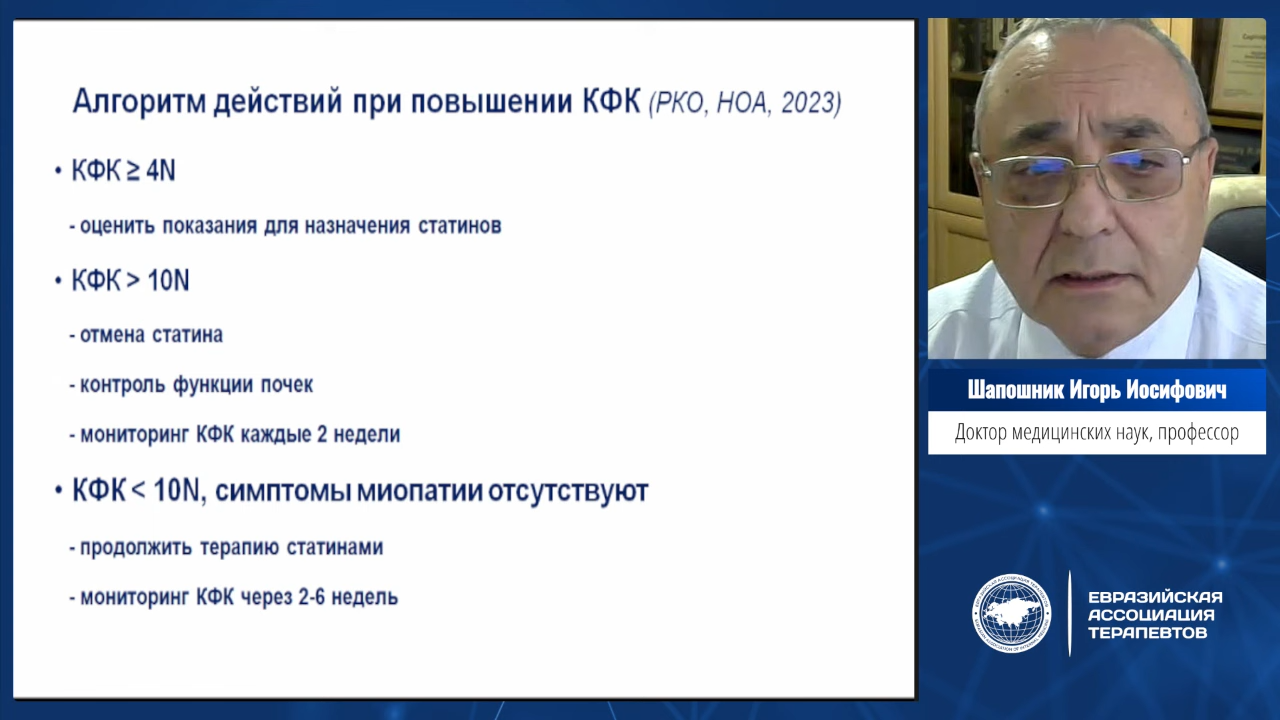 Алгоритм действий при повышении КФК (РКО, НОА, 2023)
• КФК ≥ 4N
- оценить показания для назначения статинов
• КФК > 10N
- отмена статина
- контроль функции почек
- мониторинг КФК каждые 2 недели
• КФК < 10N, симптомы миопатии отсутствуют
- продолжить терапию статинами
- мониторинг КФК через 2-6 недель
Шапошник Игорь Иосифович
Доктор медицинских наук, профессор
ЕВРАЗИЙСКАЯ
АССОЦИАЦИЯ
ТЕРАПЕВТОВ